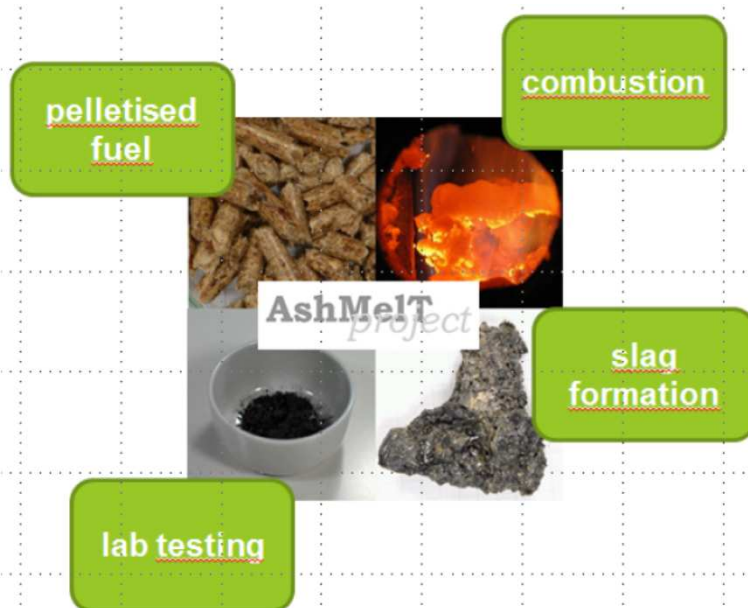 pelletised
fuel
combustion
AshMelT
project
slag
formation
lab testing